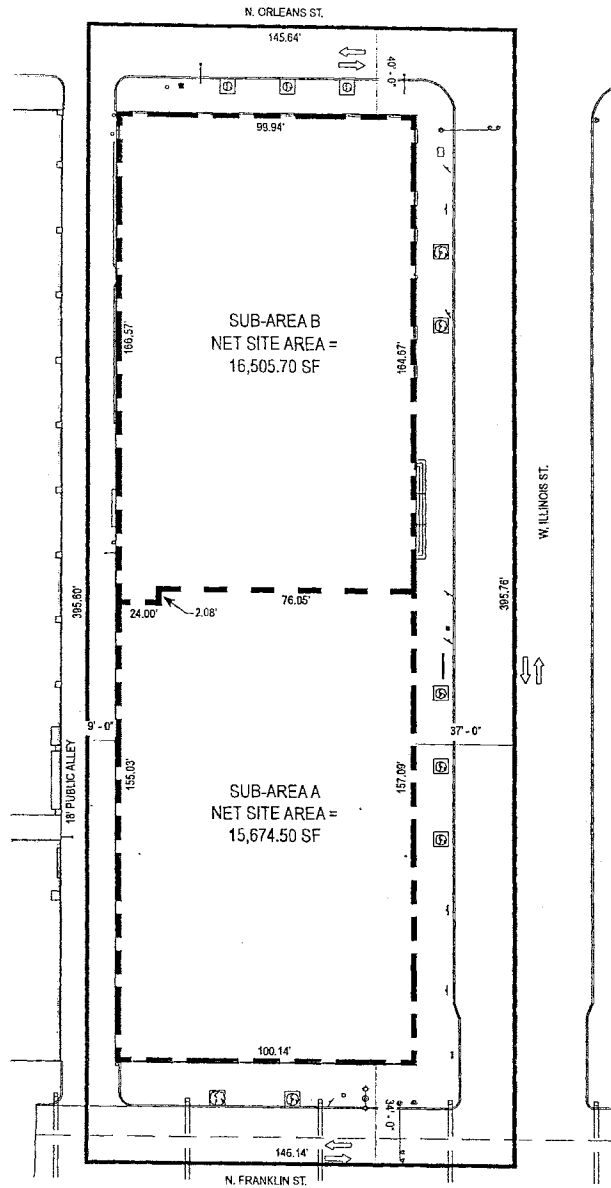 N. ORLEANS ST.
145.64'
40' - 0"
99.94'
166.57'
SUB-AREA B
NET SITE AREA =
16,505.70 SF
164.67'
W. ILLINOIS ST.
395.60'
24.00'
2.08'
76.05'
395.76'
9' - 0"
37' - 0"
18' PUBLIC ALLEY
155.03'
SUB-AREA A
NET SITE AREA =
15,674.50 SF
157.09'
100.14'
34' - 0"
146.14'
N. FRANKLIN ST.